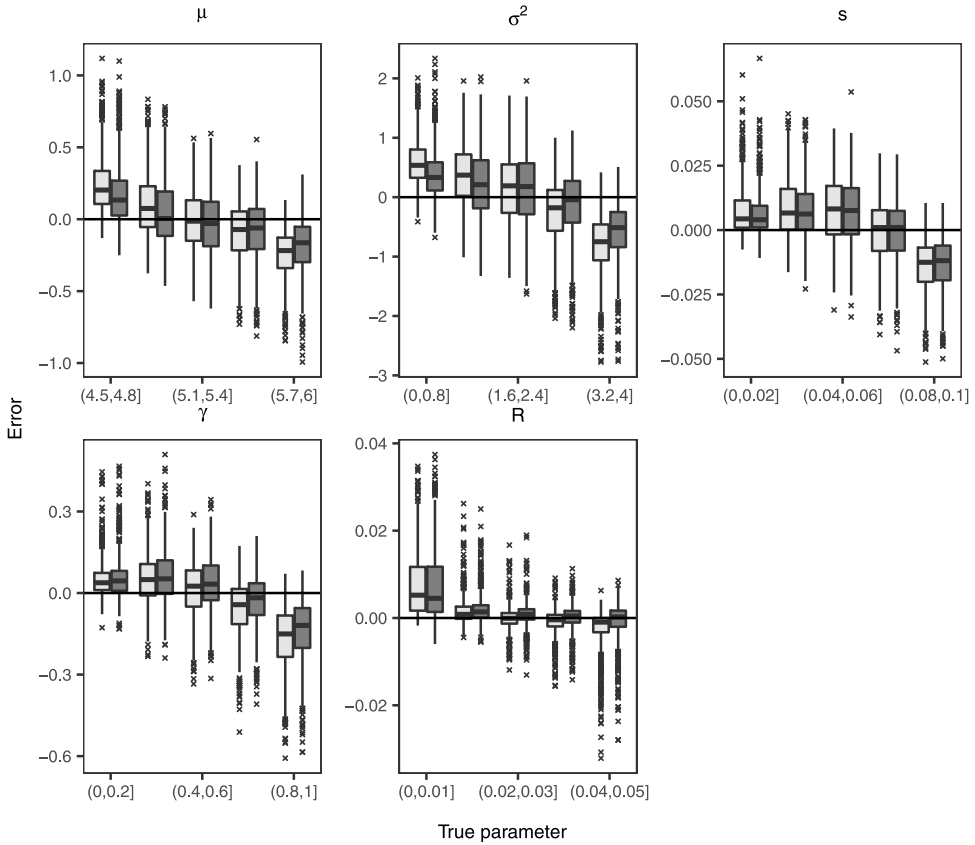 μ σ² s
1.0
0.5
0.0
−0.5
−1.0
(4.5,4.8] (5.1,5.4] (5.7,6]
2
1
0
−1
−2
−3
(0,0.8] (1.6,2.4] (3.2,4]
0.050
0.025
0.000
−0.025
−0.050
(0,0.02] (0.04,0.06] (0.08,0.1]
Error
γ R
0.3
0.0
−0.3
−0.6
(0,0.2] (0.4,0.6] (0.8,1]
0.04
0.02
0.00
−0.02
(0,0.01] (0.02,0.03] (0.04,0.05]
True parameter